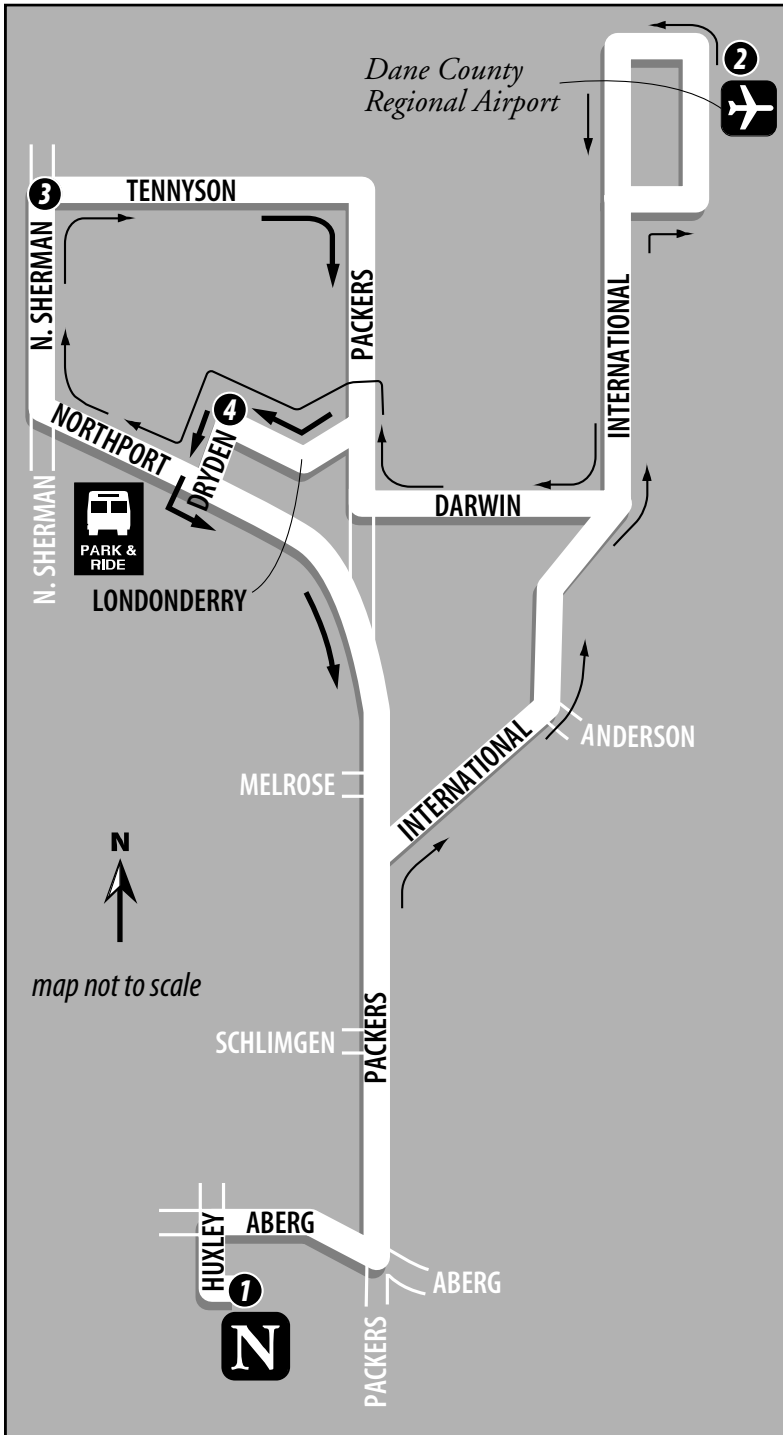 2
Dane County
Regional Airport
3
TENNYSON
N. SHERMAN
PACKERS
INTERNATIONAL
4
NORTHPORT
DRYDEN
DARWIN
N. SHERMAN
PARK &
RIDE
LONDONDERRY
ANDERSON
MELROSE
INTERNATIONAL
N
map not to scale
PACKERS
SCHLIMGEN
HUXLEY
ABERG
1
ABERG
N
PACKERS